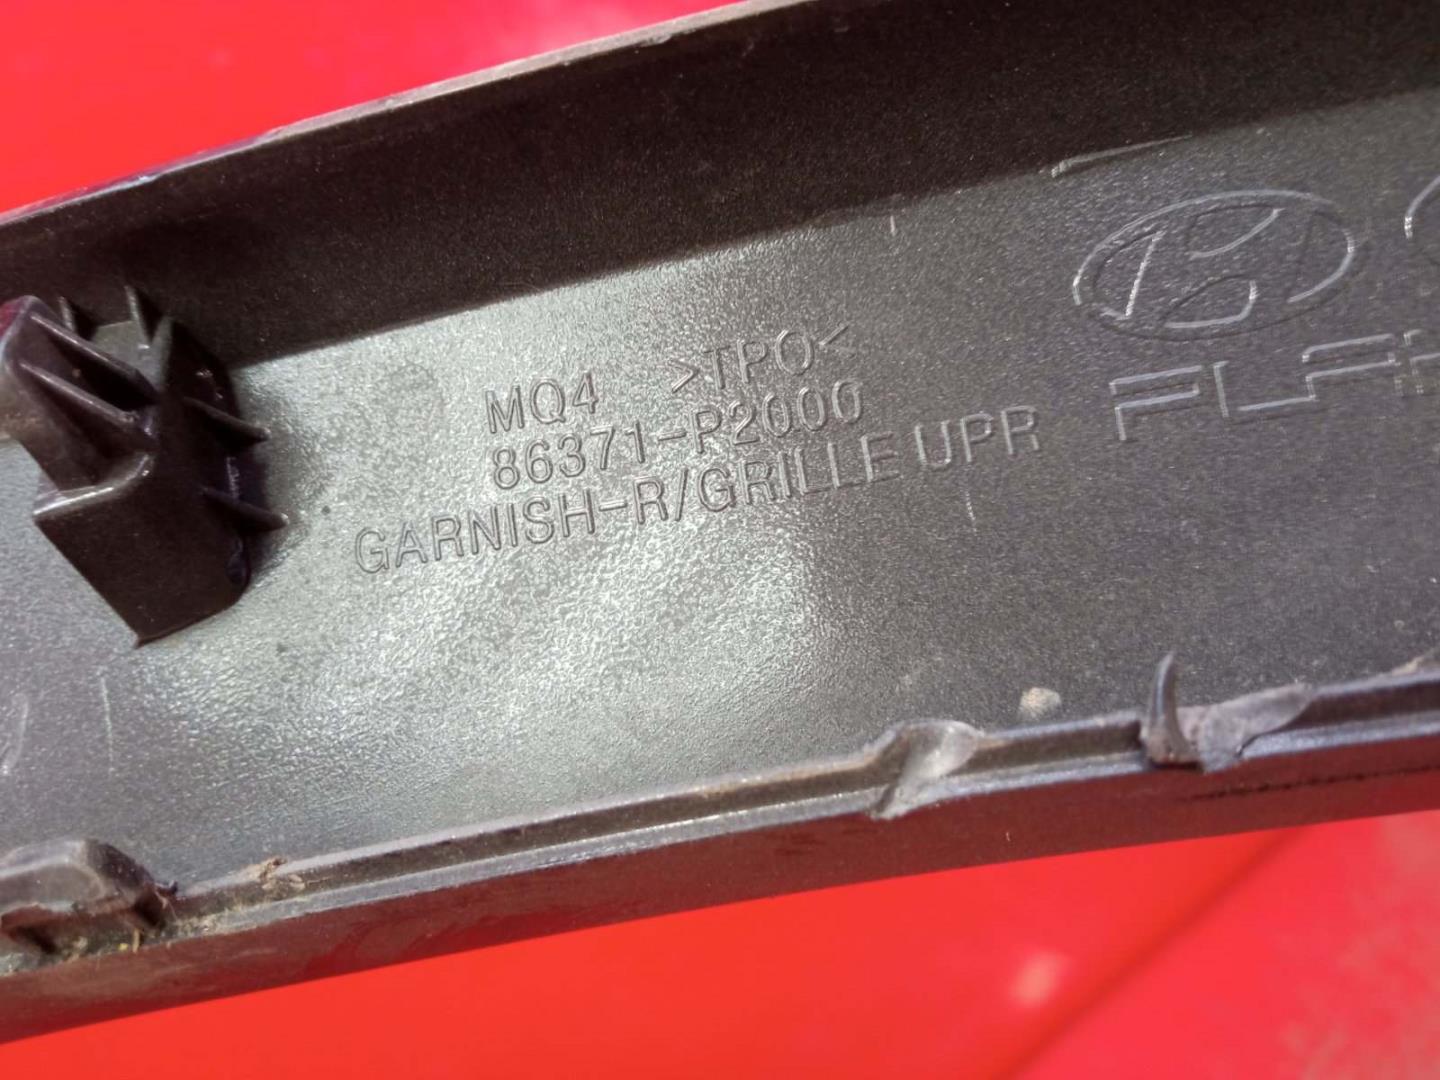 MQ4 >TPO<
86371-P2000
GARNISH-R/GRILLE UPR